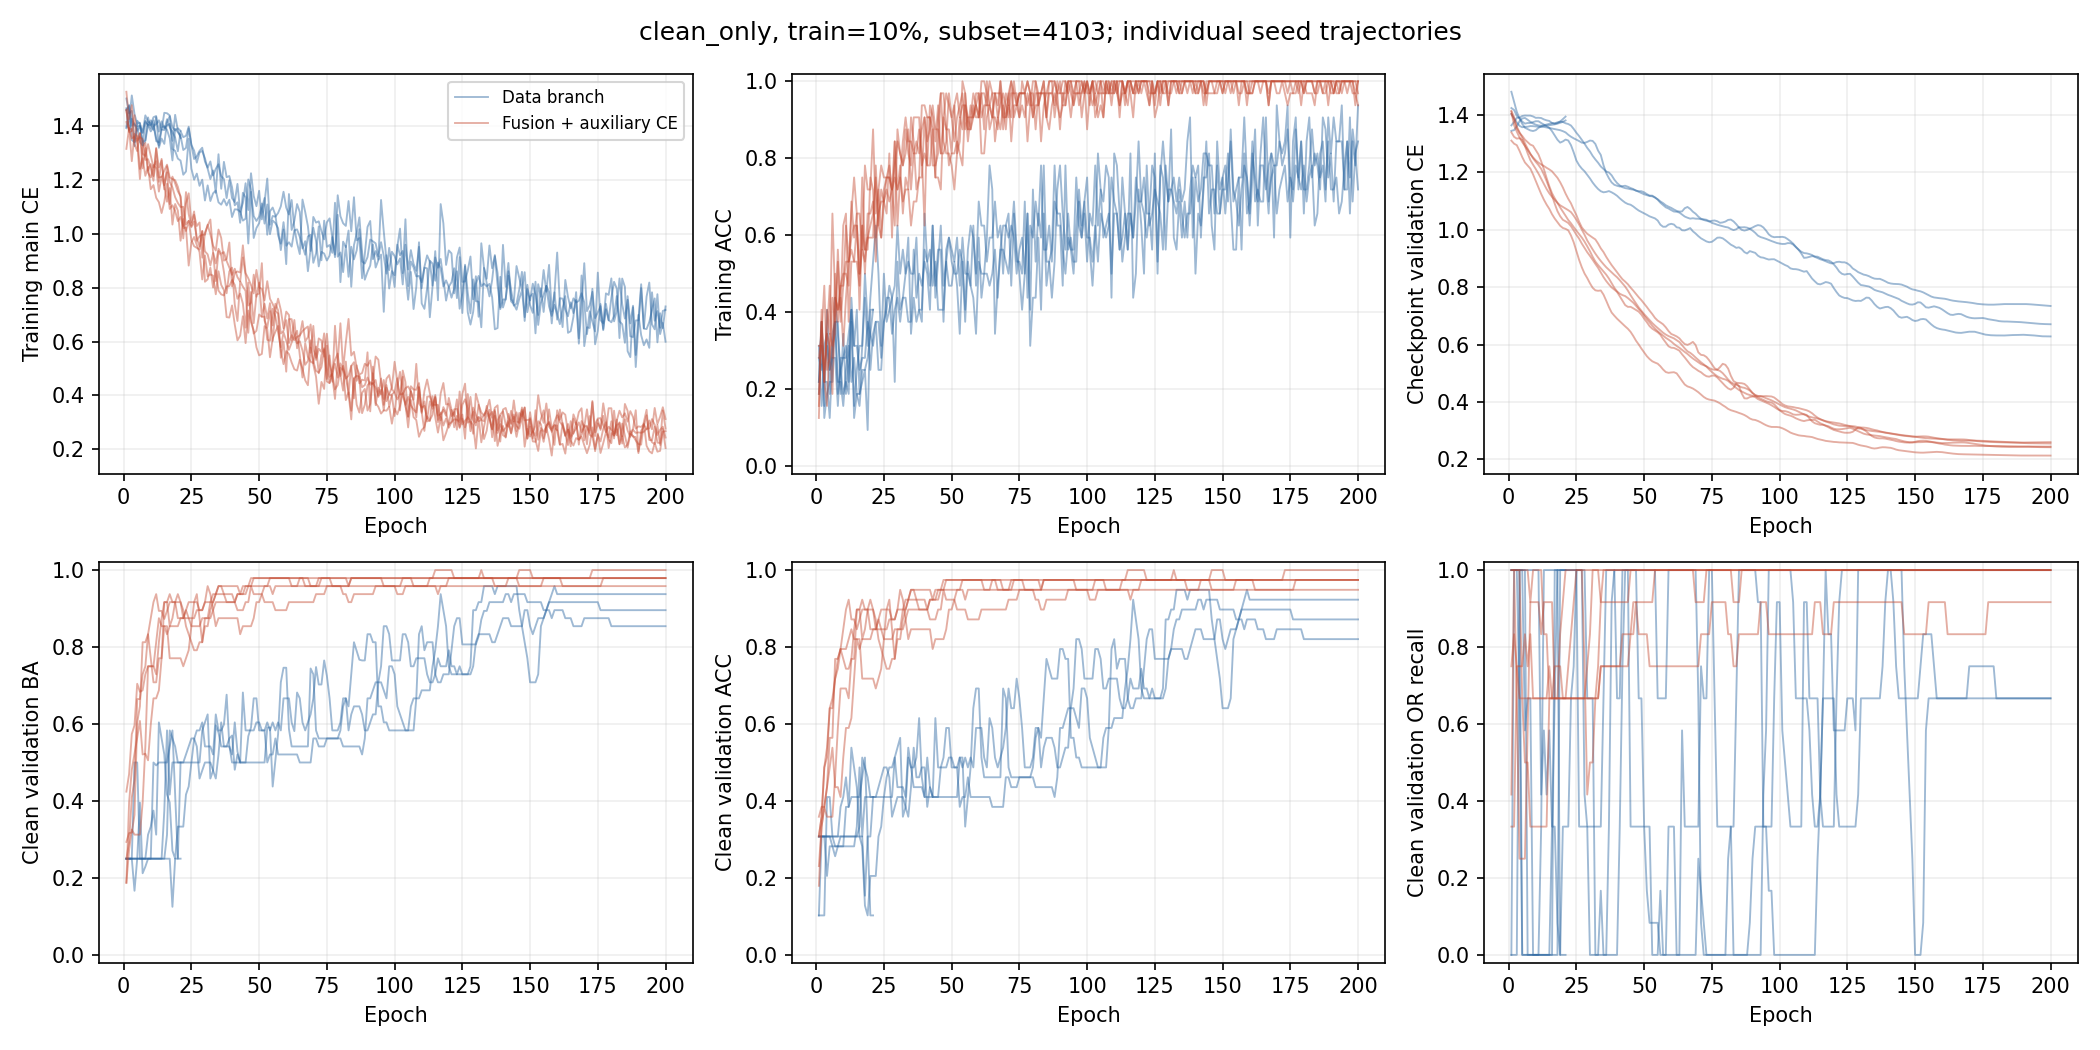 clean_only, train=10%, subset=4103; individual seed trajectories
Training main CE
1.4
1.2
1.0
0.8
0.6
0.4
0.2
Data branch
Fusion + auxiliary CE
0 25 50 75 100 125 150 175 200
Epoch
Training ACC
1.0
0.8
0.6
0.4
0.2
0.0
0 25 50 75 100 125 150 175 200
Epoch
Checkpoint validation CE
1.4
1.2
1.0
0.8
0.6
0.4
0.2
0 25 50 75 100 125 150 175 200
Epoch
Clean validation BA
1.0
0.8
0.6
0.4
0.2
0.0
0 25 50 75 100 125 150 175 200
Epoch
Clean validation ACC
1.0
0.8
0.6
0.4
0.2
0.0
0 25 50 75 100 125 150 175 200
Epoch
Clean validation OR recall
1.0
0.8
0.6
0.4
0.2
0.0
0 25 50 75 100 125 150 175 200
Epoch